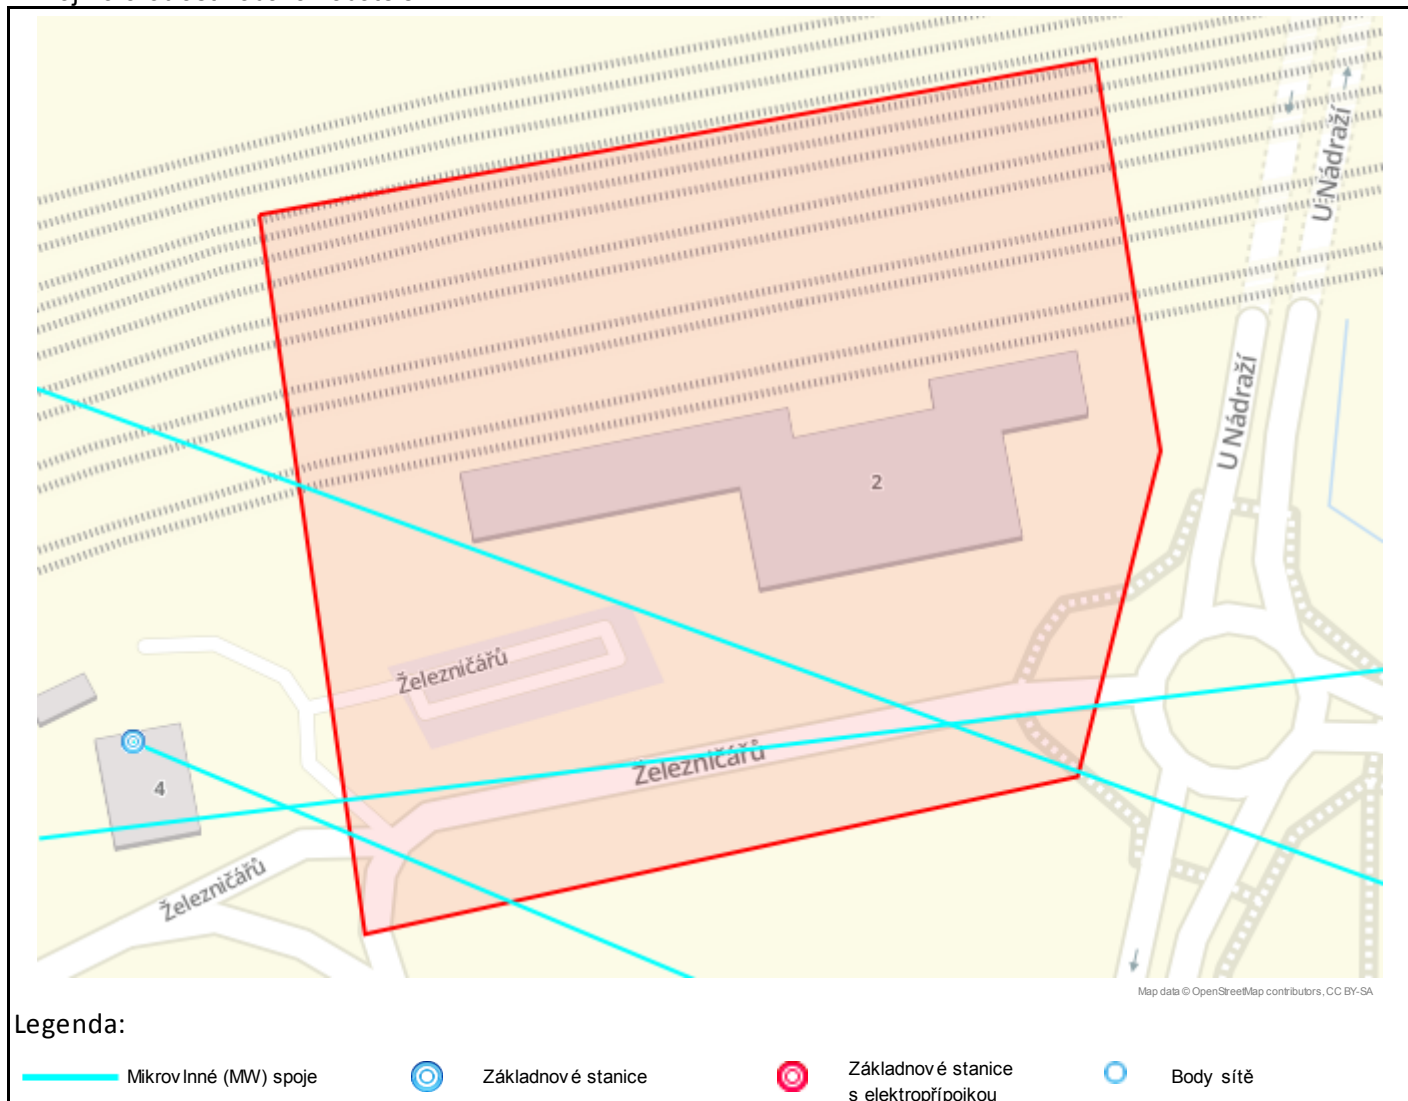 U Nádraží
U Nádraží
2
Železničářů
Železničářů
4
Železničářů
Map data © OpenStreetMap contributors, CC BY-SA
Legenda:
Mikrovlnné (MW) spoje
Základnové stanice
Základnové stanice
s elektropřípojkou
Body sítě